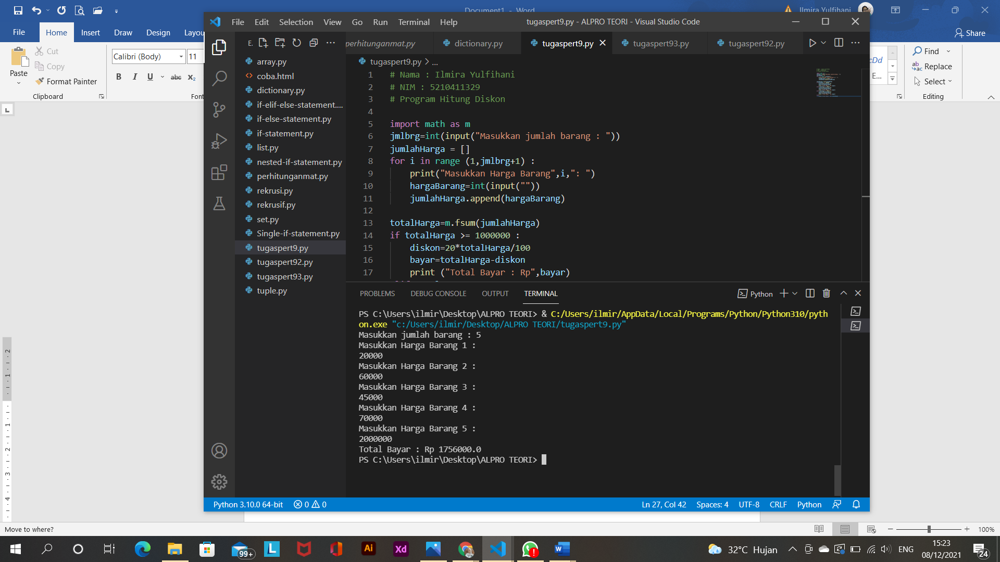 Document1 - Word
Ilmira Yulfihani
File
Home
Insert
Draw
Design
Layou
Share
Cut
Copy
Paste
Format Painter
Clipboard
Calibri (Body)
11
B I U abc x₂
Font
Find
Replace
Select
Editing
File Edit Selection View Go Run Terminal Help
tugaspert9.py - ALPRO TEORI - Visual Studio Code
E.
perhitunganmat.py
dictionary.py
tugaspert9.py
tugaspert93.py
tugaspert92.py
array.py
coba.html
dictionary.py
if-elif-else-statement....
if-else-statement.py
if-statement.py
list.py
nested-if-statement.py
perhitunganmat.py
rekrusi.py
rekrusif.py
set.py
Single-if-statement.py
tugaspert9.py
tugaspert92.py
tugaspert93.py
tuple.py
tugaspert9.py > ...
1 # Nama : Ilmira Yulfihani
2 # NIM : 5210411329
3 # Program Hitung Diskon
4
5 import math as m
6 jmlbrg=int(input("Masukkan jumlah barang : "))
7 jumlahHarga = []
8 for i in range (1,jmlbrg+1) :
9 print("Masukkan Harga Barang",i,": ")
10 hargaBarang=int(input(""))
11 jumlahHarga.append(hargaBarang)
12
13 totalHarga=m.fsum(jumlahHarga)
14 if totalHarga >= 1000000 :
15 diskon=20*totalHarga/100
16 bayar=totalHarga-diskon
17 print ("Total Bayar : Rp",bayar)
PROBLEMS DEBUG CONSOLE OUTPUT TERMINAL
Python
PS C:\Users\ilmir\Desktop\ALPRO TEORI> & C:/Users/ilmir/AppData/Local/Programs/Python/Python310/pyth
on.exe "c:/Users/ilmir/Desktop/ALPRO TEORI/tugaspert9.py"
Masukkan jumlah barang : 5
Masukkan Harga Barang 1 :
20000
Masukkan Harga Barang 2 :
60000
Masukkan Harga Barang 3 :
45000
Masukkan Harga Barang 4 :
70000
Masukkan Harga Barang 5 :
2000000
Total Bayar : Rp 1756000.0
PS C:\Users\ilmir\Desktop\ALPRO TEORI>
Python 3.10.0 64-bit
0 0
Ln 27, Col 42
Spaces: 4
UTF-8
CRLF
Python
Move to where?
100%
99+
L
Ai
Xd
32°C Hujan
ENG
15:23
08/12/2021
24